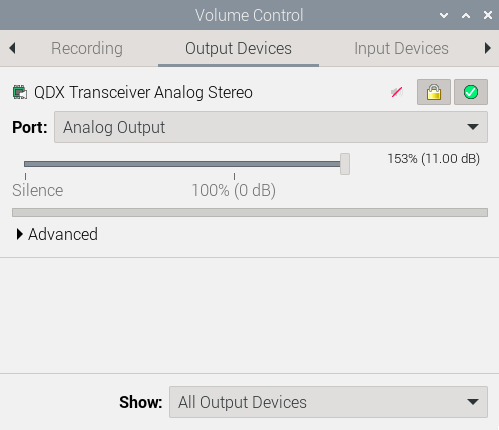 Volume Control
Recording Output Devices Input Devices
QDX Transceiver Analog Stereo
Port: Analog Output
153% (11.00 dB)
Silence 100% (0 dB)
Advanced
Show: All Output Devices